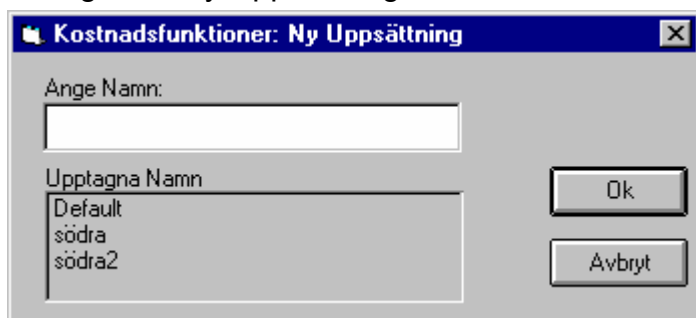 Kostnadsfunktioner: Ny Uppsättning
Ange Namn:
Upptagna Namn
Default
södra
södra2
Ok
Avbryt